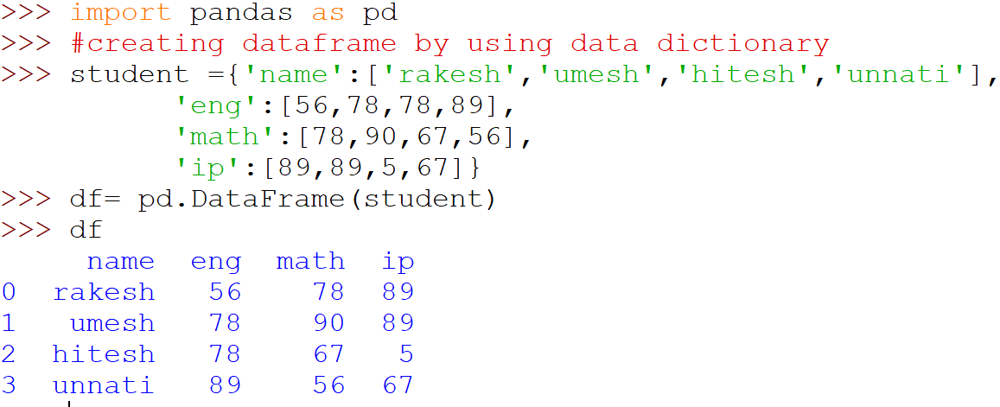 >>> import pandas as pd
>>> #creating dataframe by using data dictionary
>>> student ={'name':['rakesh','umesh','hitesh','unnati'],
          'eng':[56,78,78,89],
          'math':[78,90,67,56],
          'ip':[89,89,5,67]}
>>> df= pd.DataFrame(student)
>>> df
     name  eng  math  ip
0  rakesh   56    78  89
1   umesh   78    90  89
2  hitesh   78    67   5
3  unnati   89    56  67